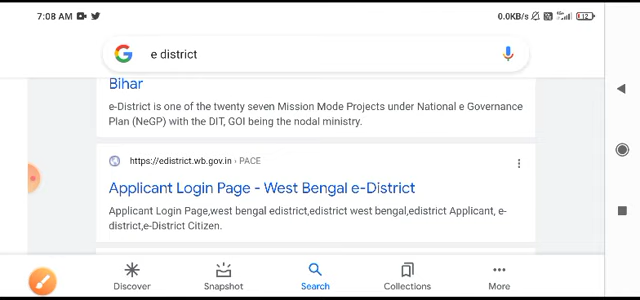 7:08 AM
0.0KB/s
12
e district
Bihar
e-District is one of the twenty seven Mission Mode Projects under National e Governance
Plan (NeGP) with the DIT, GOI being the nodal ministry.
https://edistrict.wb.gov.in › PACE
Applicant Login Page - West Bengal e-District
Applicant Login Page,west bengal edistrict,edistrict west bengal,edistrict Applicant, e-
district,e-District Citizen.
Discover Snapshot Search Collections More